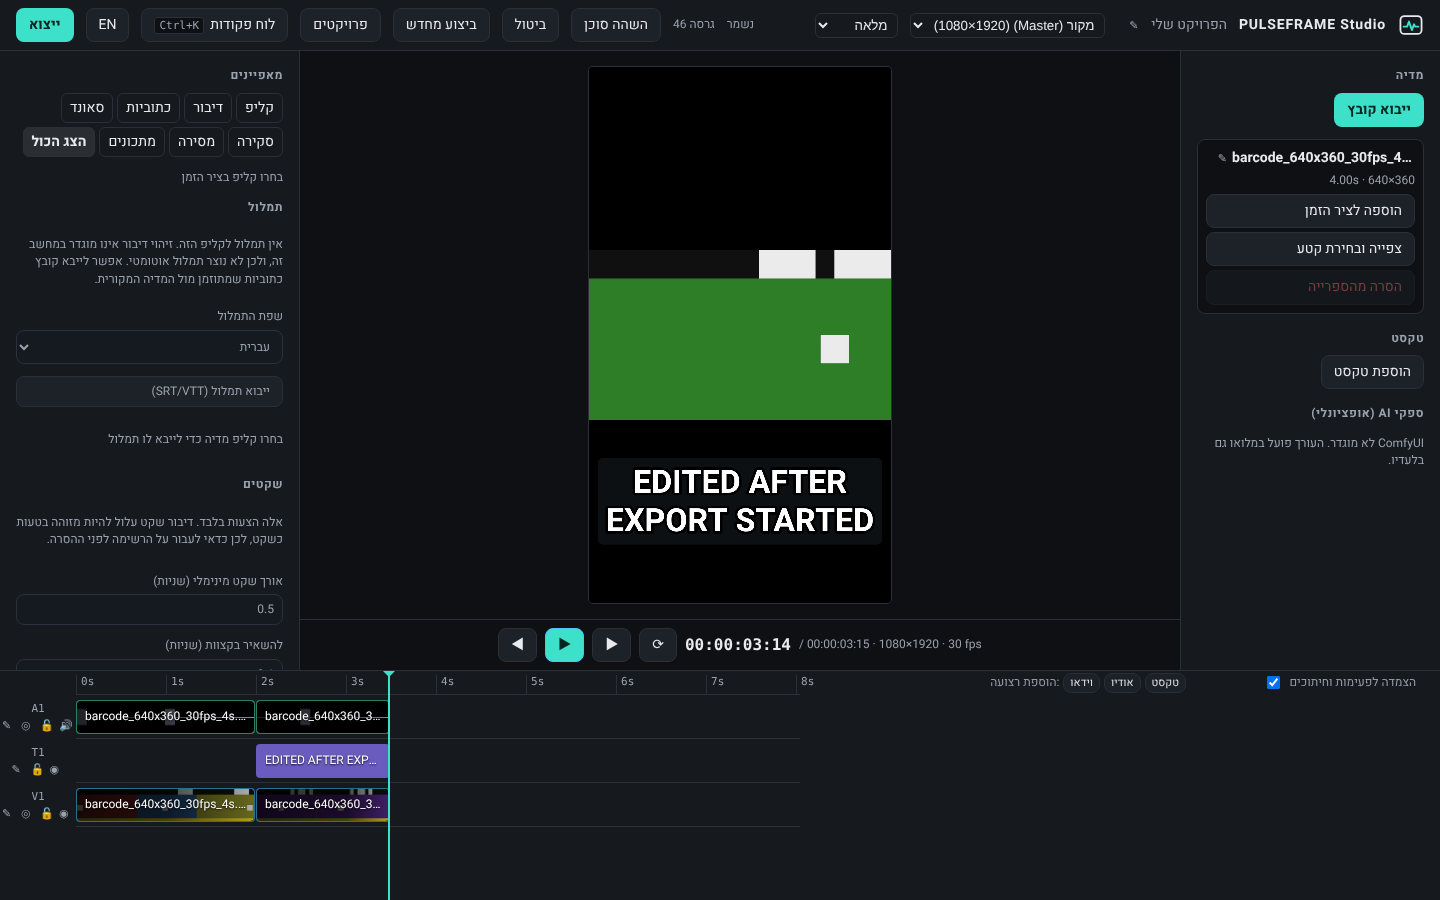 PULSEFRAME Studio
הפרויקט שלי
מקור (Master) (1080×1920)
מלאה
נשמר
גרסה 46
השהה סוכן
ביטול
ביצוע מחדש
פרויקטים
לוח פקודות Ctrl+K
EN
ייצוא
מדיה
ייבוא קובץ
barcode_640x360_30fps_4…
4.00s · 640×360
הוספה לציר הזמן
צפייה ובחירת קטע
הסרה מהספרייה
טקסט
הוספת טקסט
ספקי AI (אופציונלי)
ComfyUI לא מוגדר. העורך פועל במלואו גם
בלעדיו.
EDITED AFTER
EXPORT STARTED
00:00:03:14 / 00:00:03:15 · 1080×1920 · 30 fps
מאפיינים
קליפ
דיבור
כתוביות
סאונד
סקירה
מסירה
מתכונים
הצג הכול
בחרו קליפ בציר הזמן
תמלול
אין תמלול לקליפ הזה. זיהוי דיבור אינו מוגדר במחשב
זה, ולכן לא נוצר תמלול אוטומטי. אפשר לייבא קובץ
כתוביות שמתוזמן מול המדיה המקורית.
שפת התמלול
עברית
ייבוא תמלול (SRT/VTT)
בחרו קליפ מדיה כדי לייבא לו תמלול
שקטים
אלה הצעות בלבד. דיבור שקט עלול להיות מזוהה בטעות
כשקט, לכן כדאי לעבור על הרשימה לפני ההסרה.
אורך שקט מינימלי (שניות)
0.5
להשאיר בקצוות (שניות)
הצמדה לפעימות וחיתוכים
הוספת רצועה:
וידאו
אודיו
טקסט
0s 1s 2s 3s 4s 5s 6s 7s 8s
A1
barcode_640x360_30fps_4s.…
barcode_640x360_3…
T1
EDITED AFTER EXP…
V1
barcode_640x360_30fps_4s.…
barcode_640x360_3…